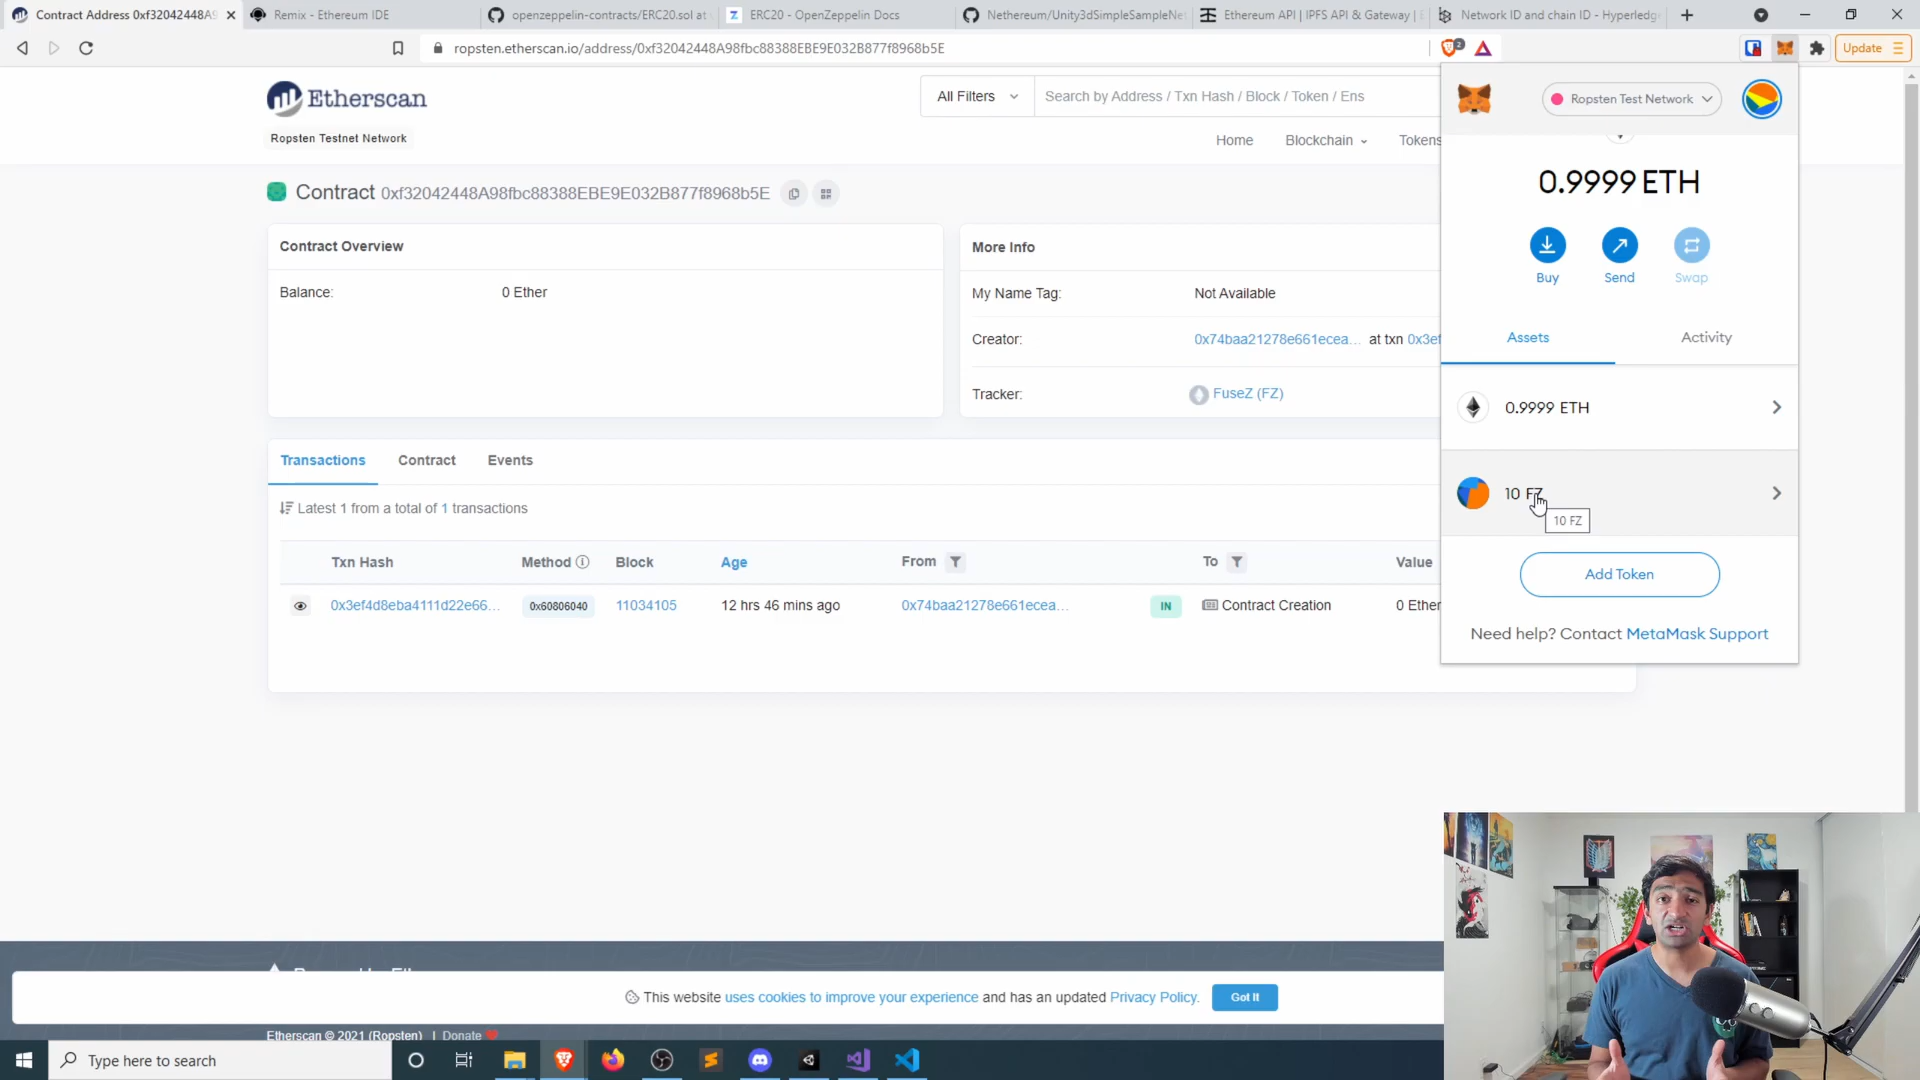 Contract Address 0xf32042448A9
Remix - Ethereum IDE
openzeppelin-contracts/ERC20.sol at
ERC20 - OpenZeppelin Docs
Nethereum/Unity3dSimpleSampleNet
Ethereum API | IPFS API & Gateway |
Network ID and chain ID - Hyperledge
ropsten.etherscan.io/address/0xf32042448A98fbc88388EBE9E032B877f8968b5E
2
Update
Etherscan
Ropsten Testnet Network
All Filters
Search by Address / Txn Hash / Block / Token / Ens
Home
Blockchain
Tokens
Contract 0xf32042448A98fbc88388EBE9E032B877f8968b5E
Contract Overview
Balance:
0 Ether
More Info
My Name Tag:
Not Available
Creator:
0x74baa21278e661ecea... at txn 0x3ef
Tracker:
FuseZ (FZ)
Transactions
Contract
Events
Latest 1 from a total of 1 transactions
Txn Hash
Method
Block
Age
From
To
Value
0x3ef4d8eba4111d22e66...
0x60806040
11034105
12 hrs 46 mins ago
0x74baa21278e661ecea...
IN
Contract Creation
0 Ether
Ropsten Test Network
0.9999 ETH
Buy
Send
Swap
Assets
Activity
0.9999 ETH
10 FZ
10 FZ
Add Token
Need help? Contact MetaMask Support
This website uses cookies to improve your experience and has an updated Privacy Policy.
Got It
Etherscan © 2021 (Ropsten) | Donate
Type here to search